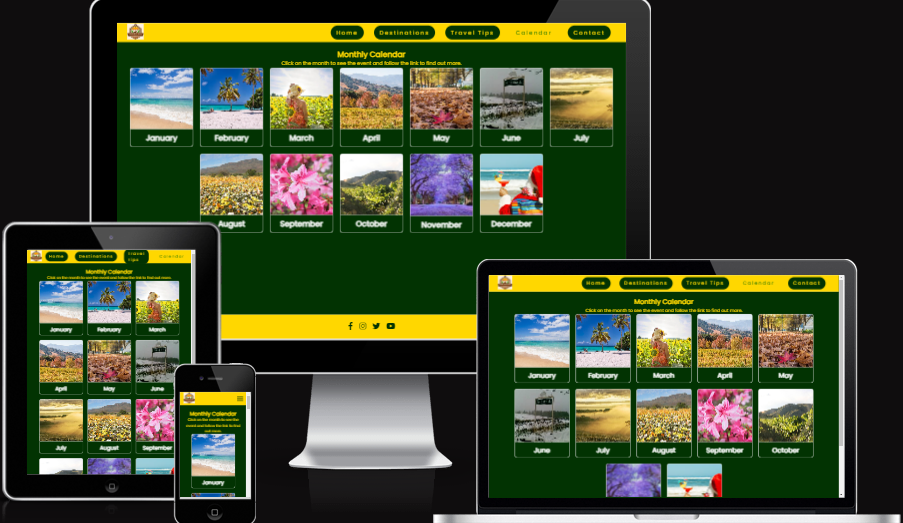 Home Destinations Travel Tips Calendar Contact
Monthly Calendar
Click on the month to see the event and follow the link to find out more.
January February March April May June July
August September October November December
Home Destinations Travel Tips Calendar
Monthly Calendar
Click on the month to see the event and follow the link to find out more.
January February March
April May June
July August September
Monthly Calendar
Click on the month to see the
event and follow the link to find
out more.
January
Home Destinations Travel Tips Calendar Contact
Monthly Calendar
Click on the month to see the event and follow the link to find out more.
January February March April May
June July August September October